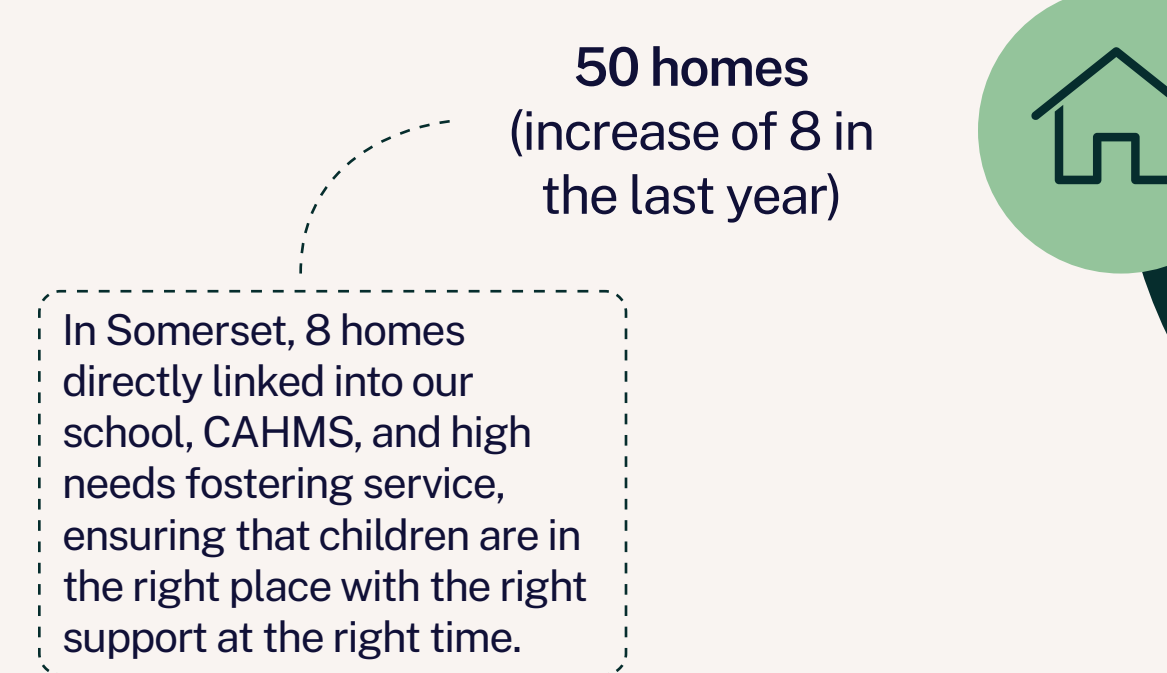 50 homes
(increase of 8 in
the last year)
In Somerset, 8 homes
directly linked into our
school, CAHMS, and high
needs fostering service,
ensuring that children are in
the right place with the right
support at the right time.